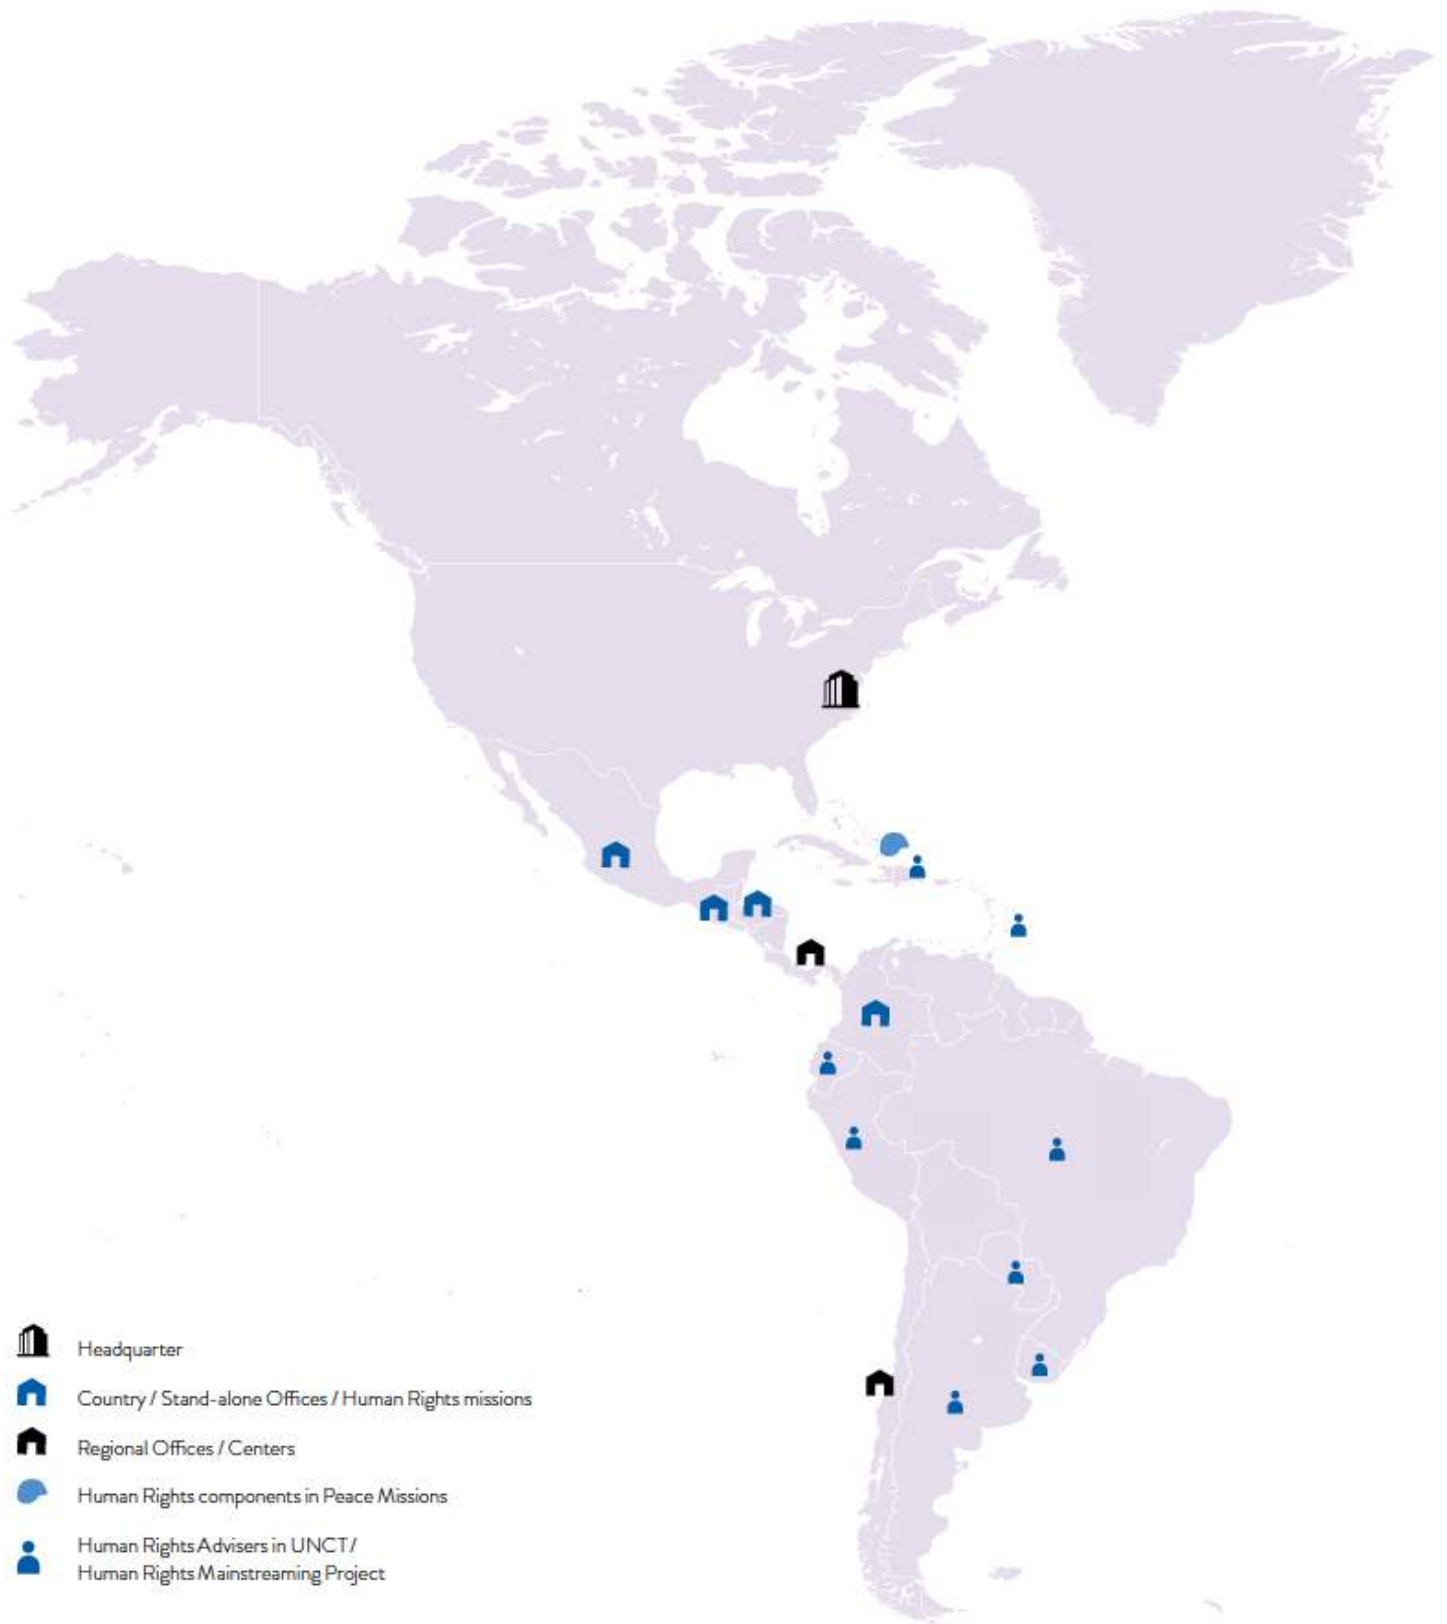 Headquarter
Country / Stand-alone Offices / Human Rights missions
Regional Offices / Centers
Human Rights components in Peace Missions
Human Rights Advisers in UNCT /
Human Rights Mainstreaming Project